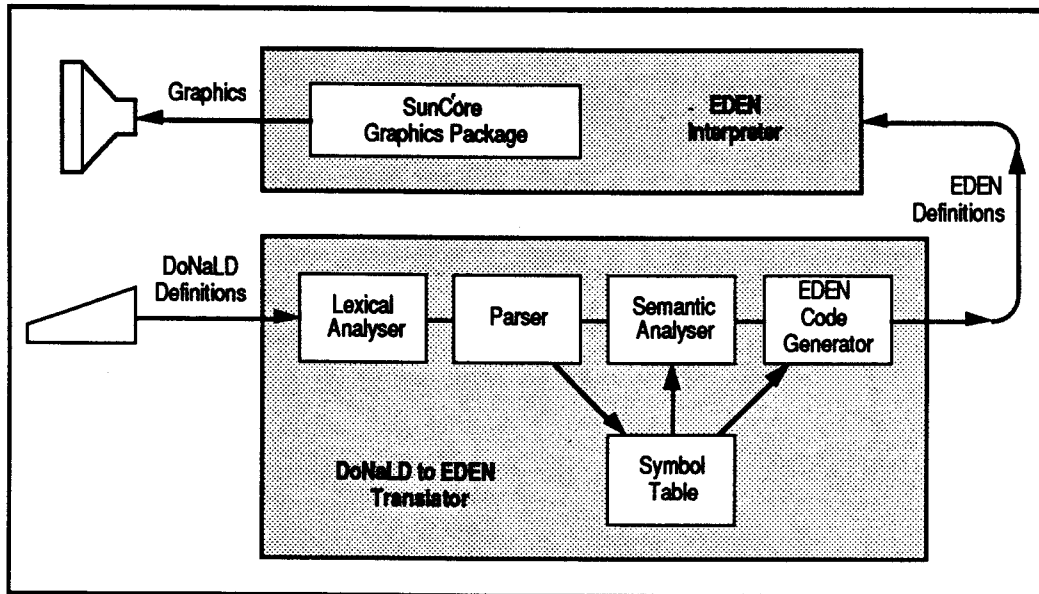 Graphics
SunCore
Graphics Package
EDEN
Interpreter
EDEN
Definitions
DoNaLD
Definitions
Lexical
Analyser
Parser
Semantic
Analyser
EDEN
Code
Generator
Symbol
Table
DoNaLD to EDEN
Translator